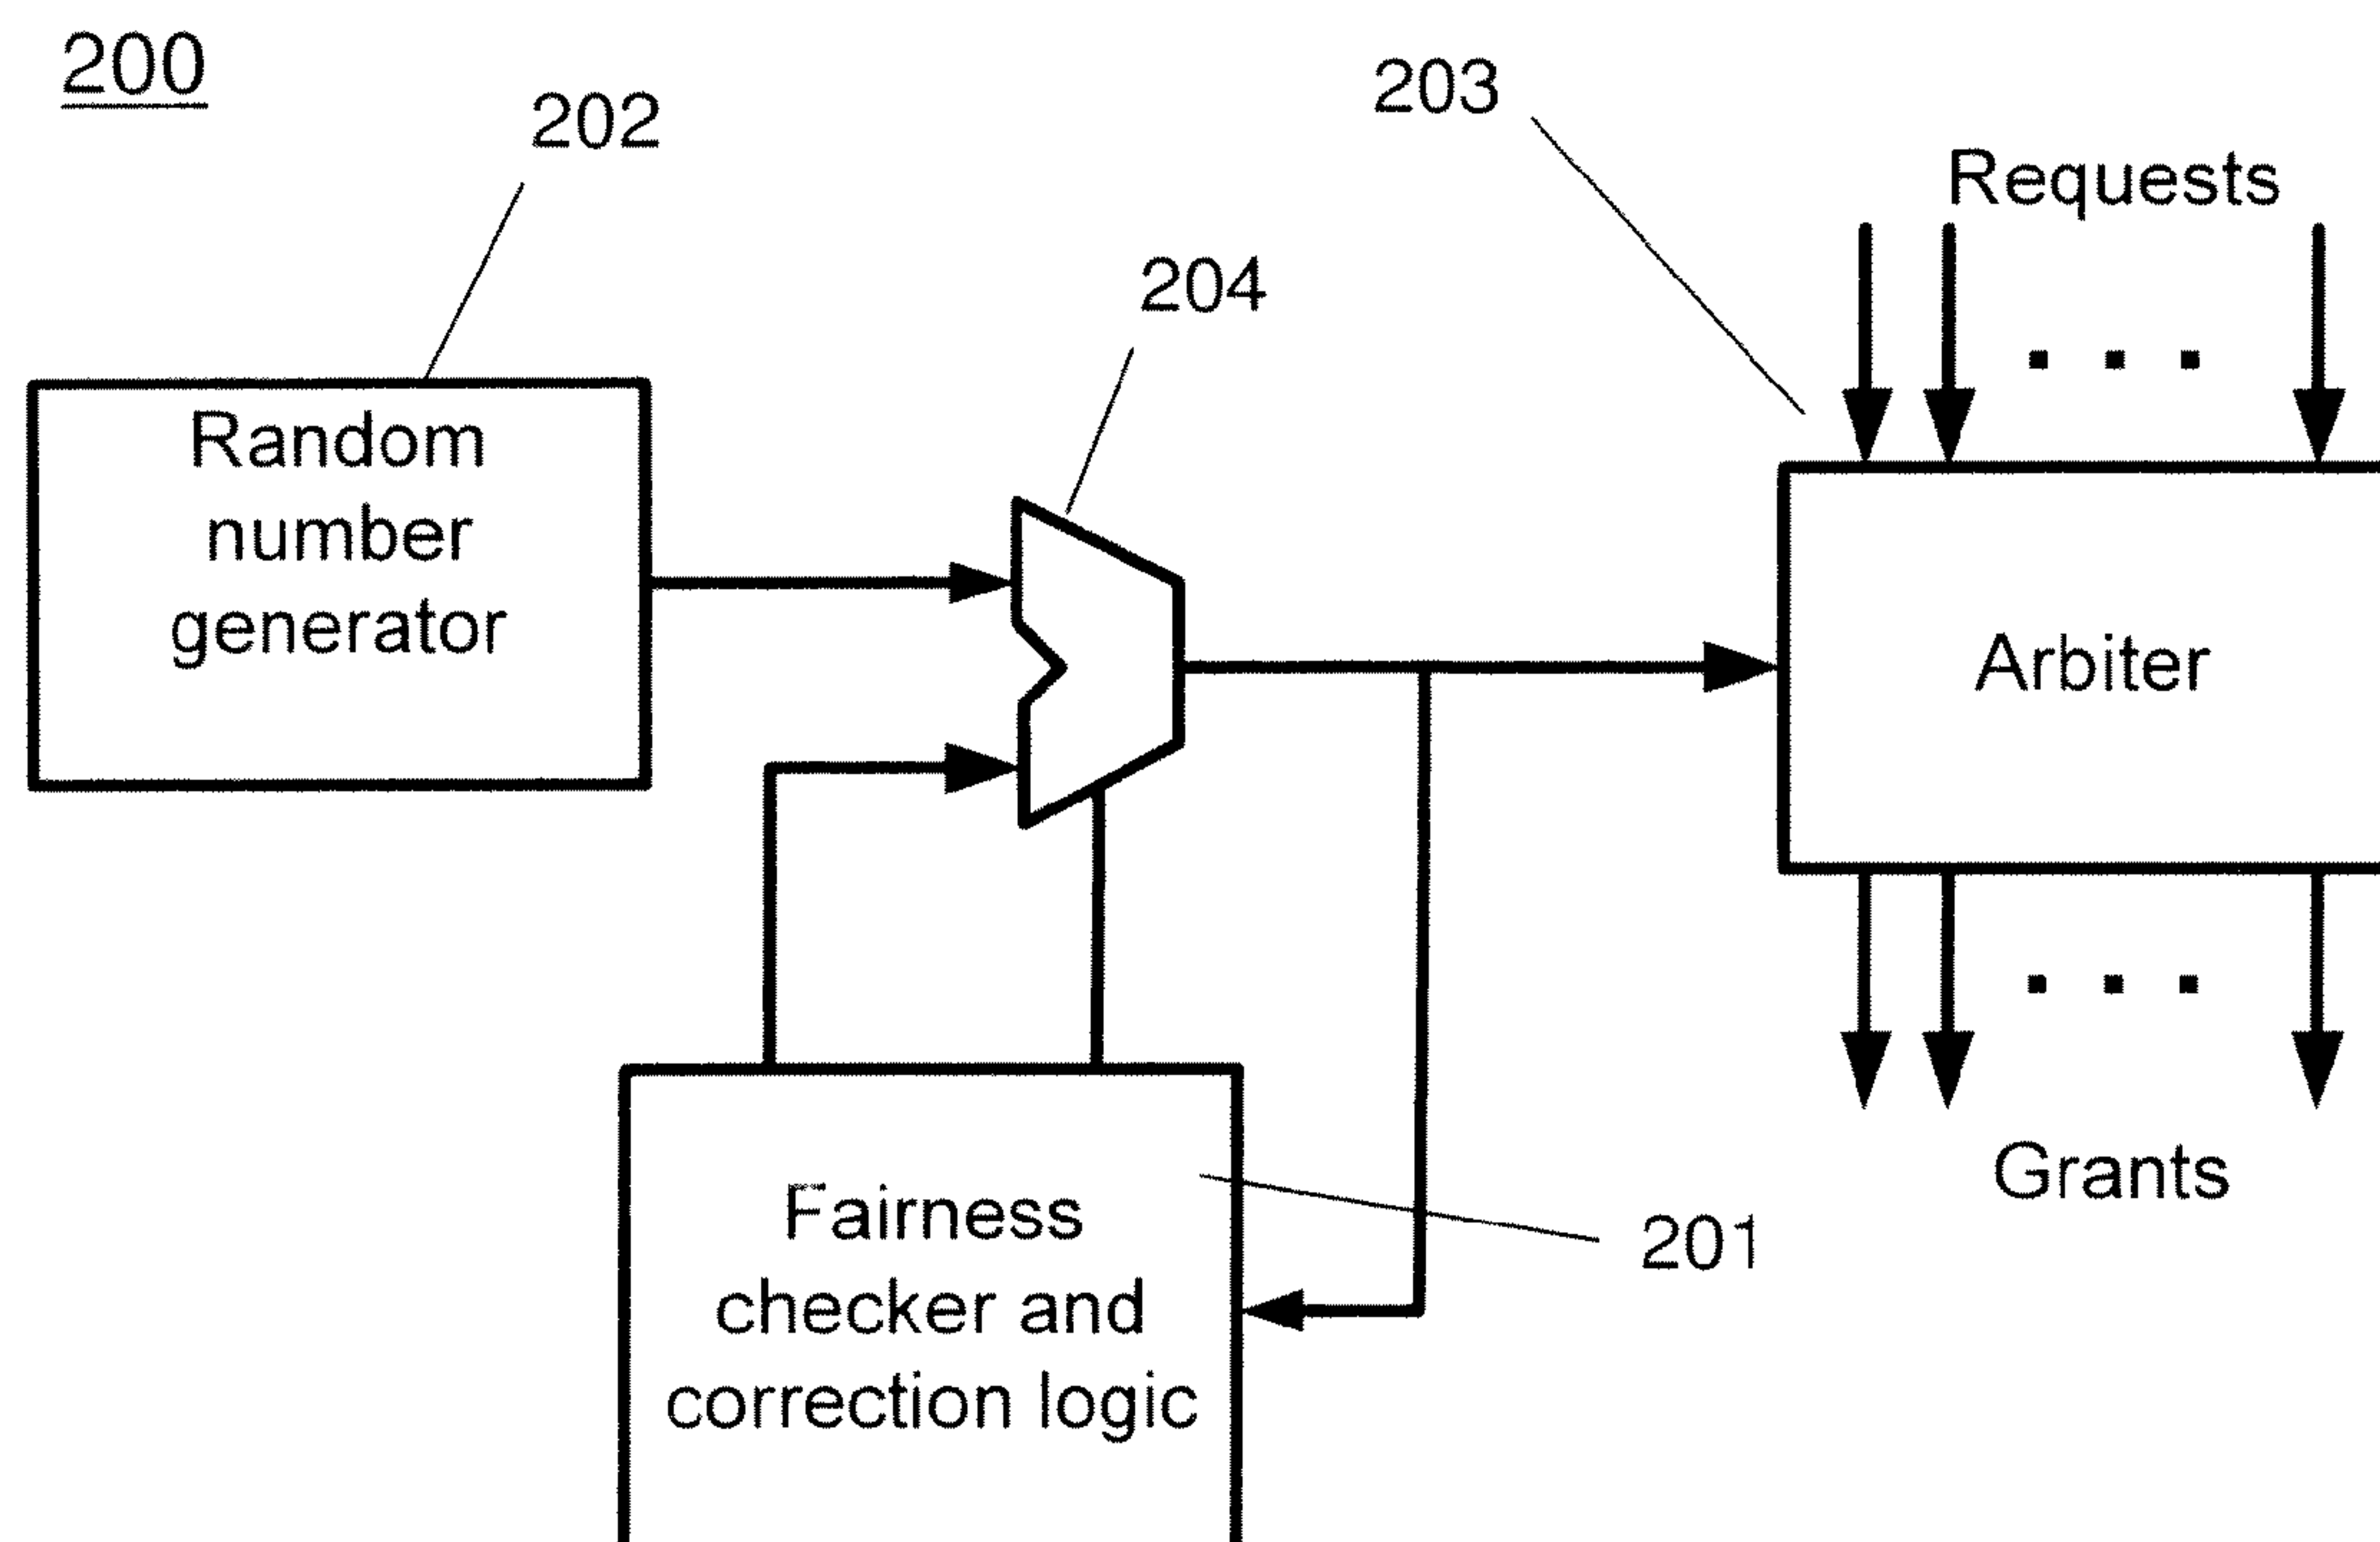 200
202
203
Requests
204
Random
number
generator
Arbiter
Grants
Fairness
checker and
correction logic
201